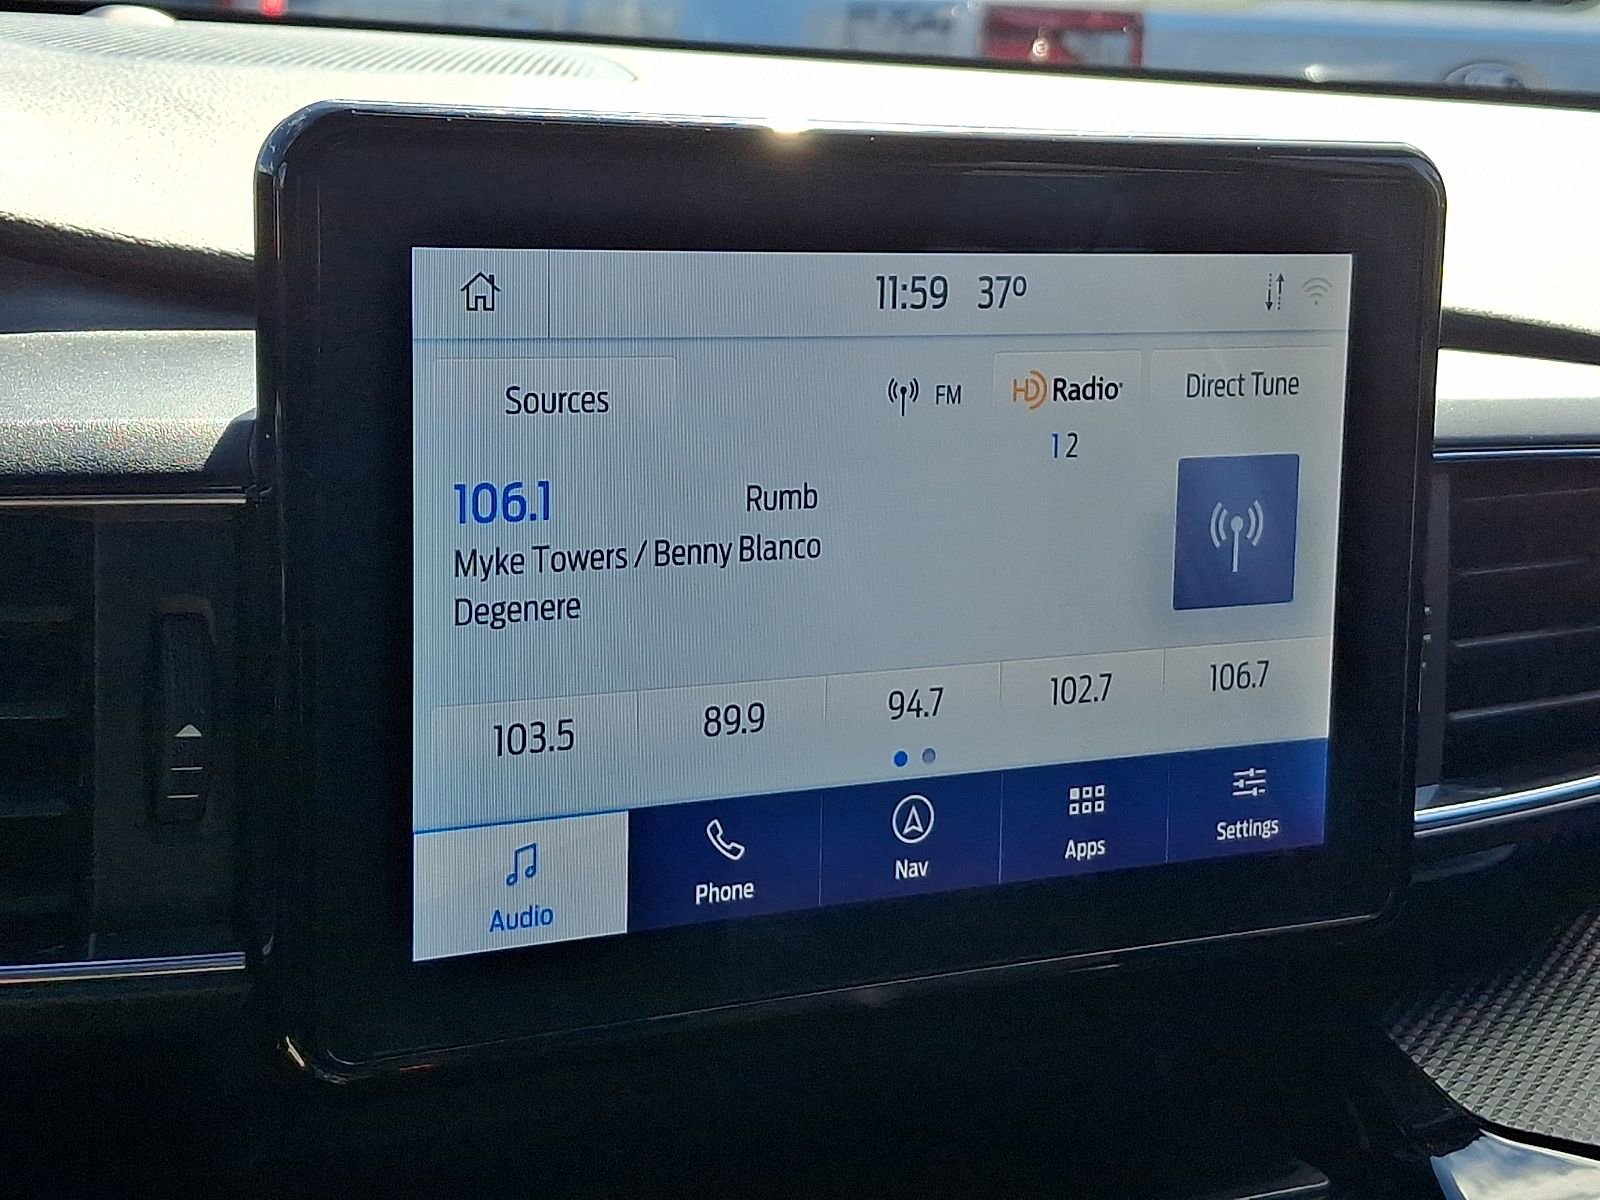 11:59 37°
Sources
FM
HD Radio
Direct Tune
1 2
106.1 Rumb
Myke Towers / Benny Blanco
Degenere
103.5 89.9 94.7 102.7 106.7
Audio Phone Nav Apps Settings